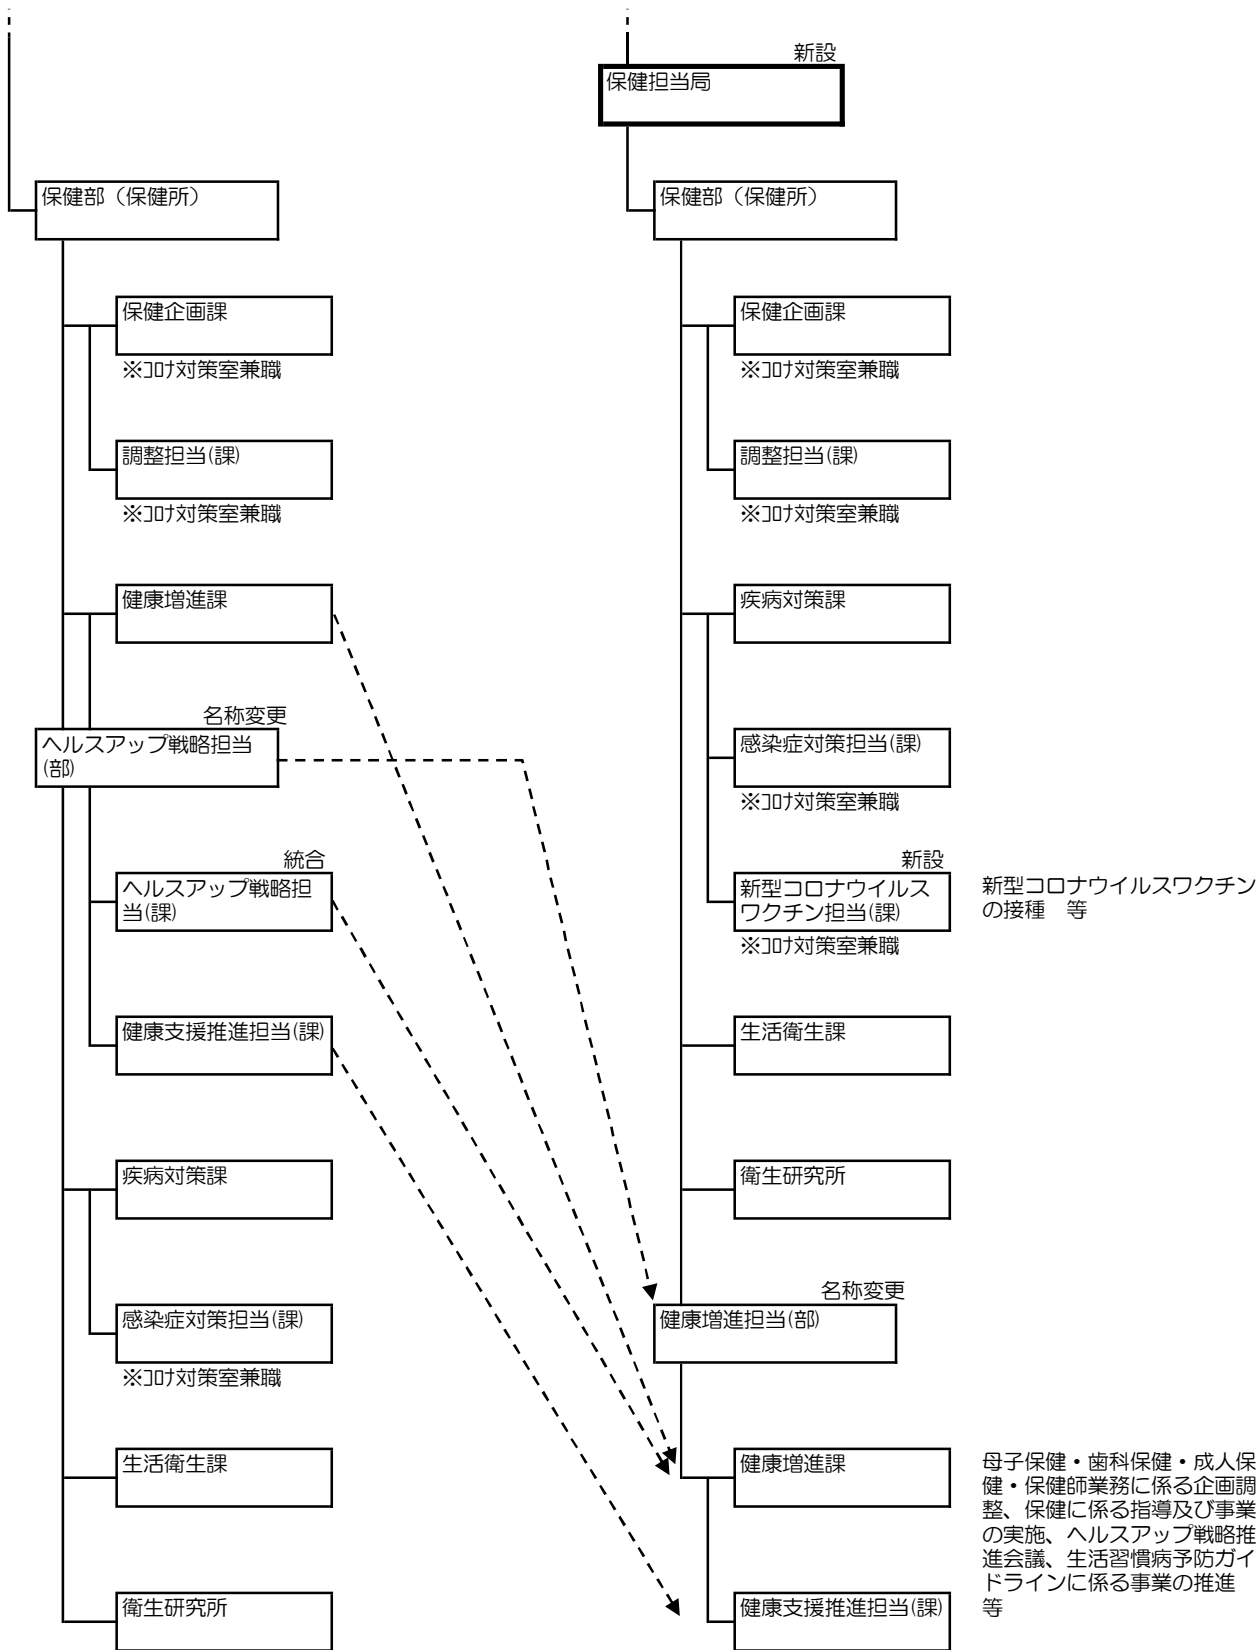 新設
保健担当局
保健部（保健所）
保健企画課
※ｺﾛﾅ対策室兼職
調整担当(課)
※ｺﾛﾅ対策室兼職
健康増進課
名称変更
ヘルスアップ戦略担当
(部)
統合
ヘルスアップ戦略担
当(課)
健康支援推進担当(課)
疾病対策課
感染症対策担当(課)
※ｺﾛﾅ対策室兼職
生活衛生課
衛生研究所
保健部（保健所）
保健企画課
※ｺﾛﾅ対策室兼職
調整担当(課)
※ｺﾛﾅ対策室兼職
疾病対策課
感染症対策担当(課)
※ｺﾛﾅ対策室兼職
新設
新型コロナウイルス
ワクチン担当(課)
※ｺﾛﾅ対策室兼職
新型コロナウイルスワクチン
の接種　等
生活衛生課
衛生研究所
名称変更
健康増進担当(部)
健康増進課
母子保健・歯科保健・成人保
健・保健師業務に係る企画調
整、保健に係る指導及び事業
の実施、ヘルスアップ戦略推
進会議、生活習慣病予防ガイ
ドラインに係る事業の推進
等
健康支援推進担当(課)